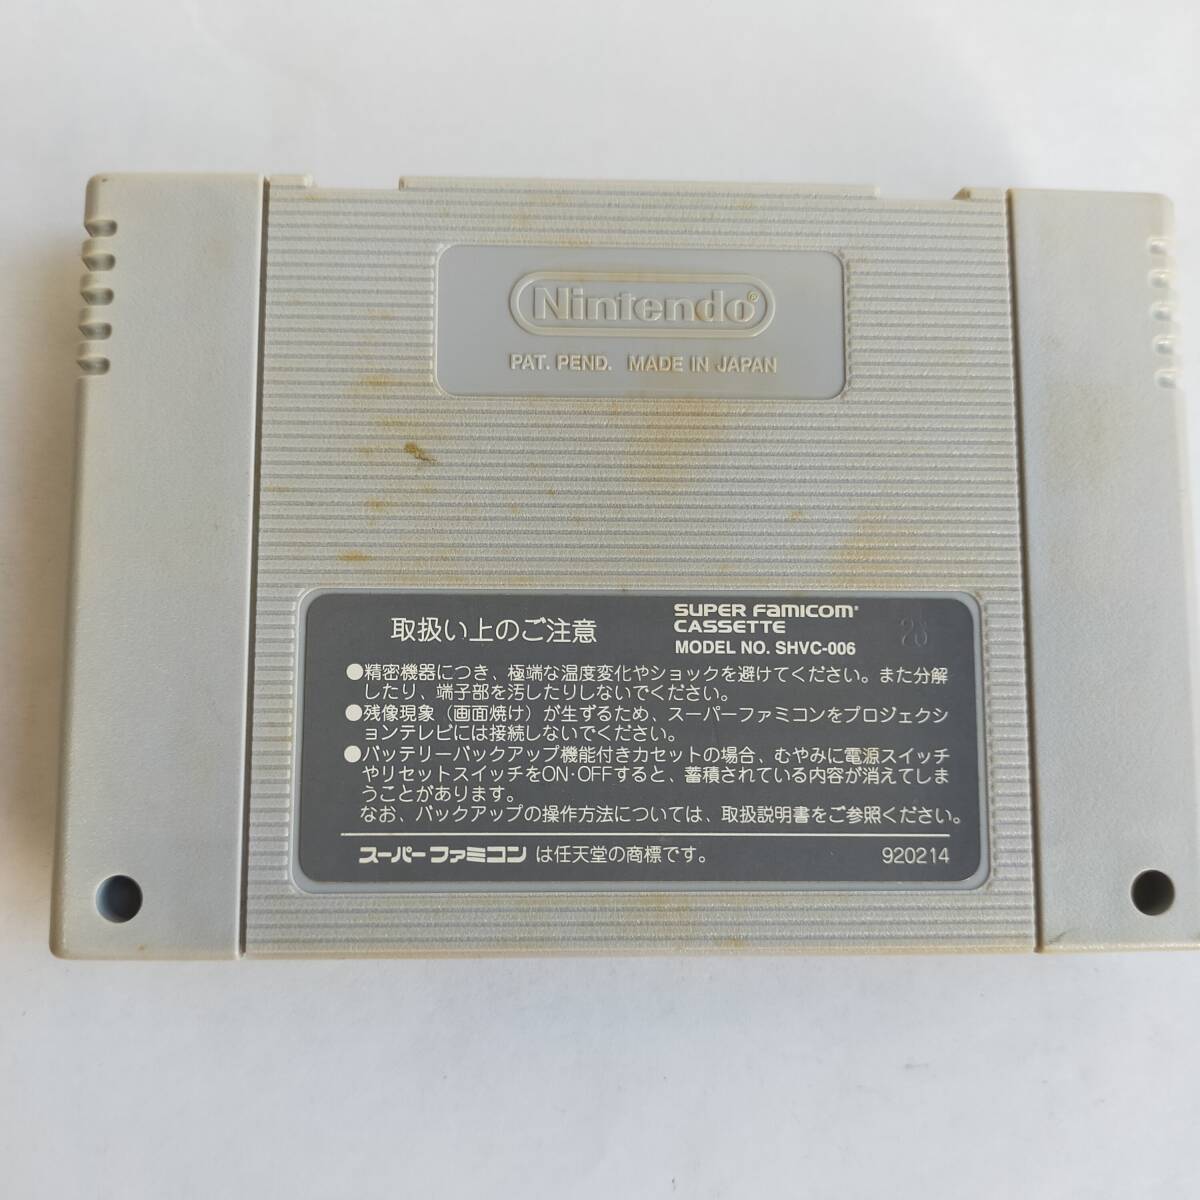 Nintendo®
PAT. PEND. MADE IN JAPAN
取扱い上のご注意
SUPER FAMICOM®
CASSETTE
MODEL NO. SHVC-006
●精密機器につき、極端な温度変化やショックを避けてください。また分解
したり、端子部を汚したりしないでください。
●残像現象（画面焼け）が生ずるため、スーパーファミコンをプロジェクシ
ョンテレビには接続しないでください。
●バッテリーバックアップ機能付きカセットの場合、むやみに電源スイッチ
やリセットスイッチをON·OFFすると、蓄積されている内容が消えてしま
うことがあります。
なお、バックアップの操作方法については、取扱説明書をご参照ください。
スーパーファミコン は任天堂の商標です。
920214